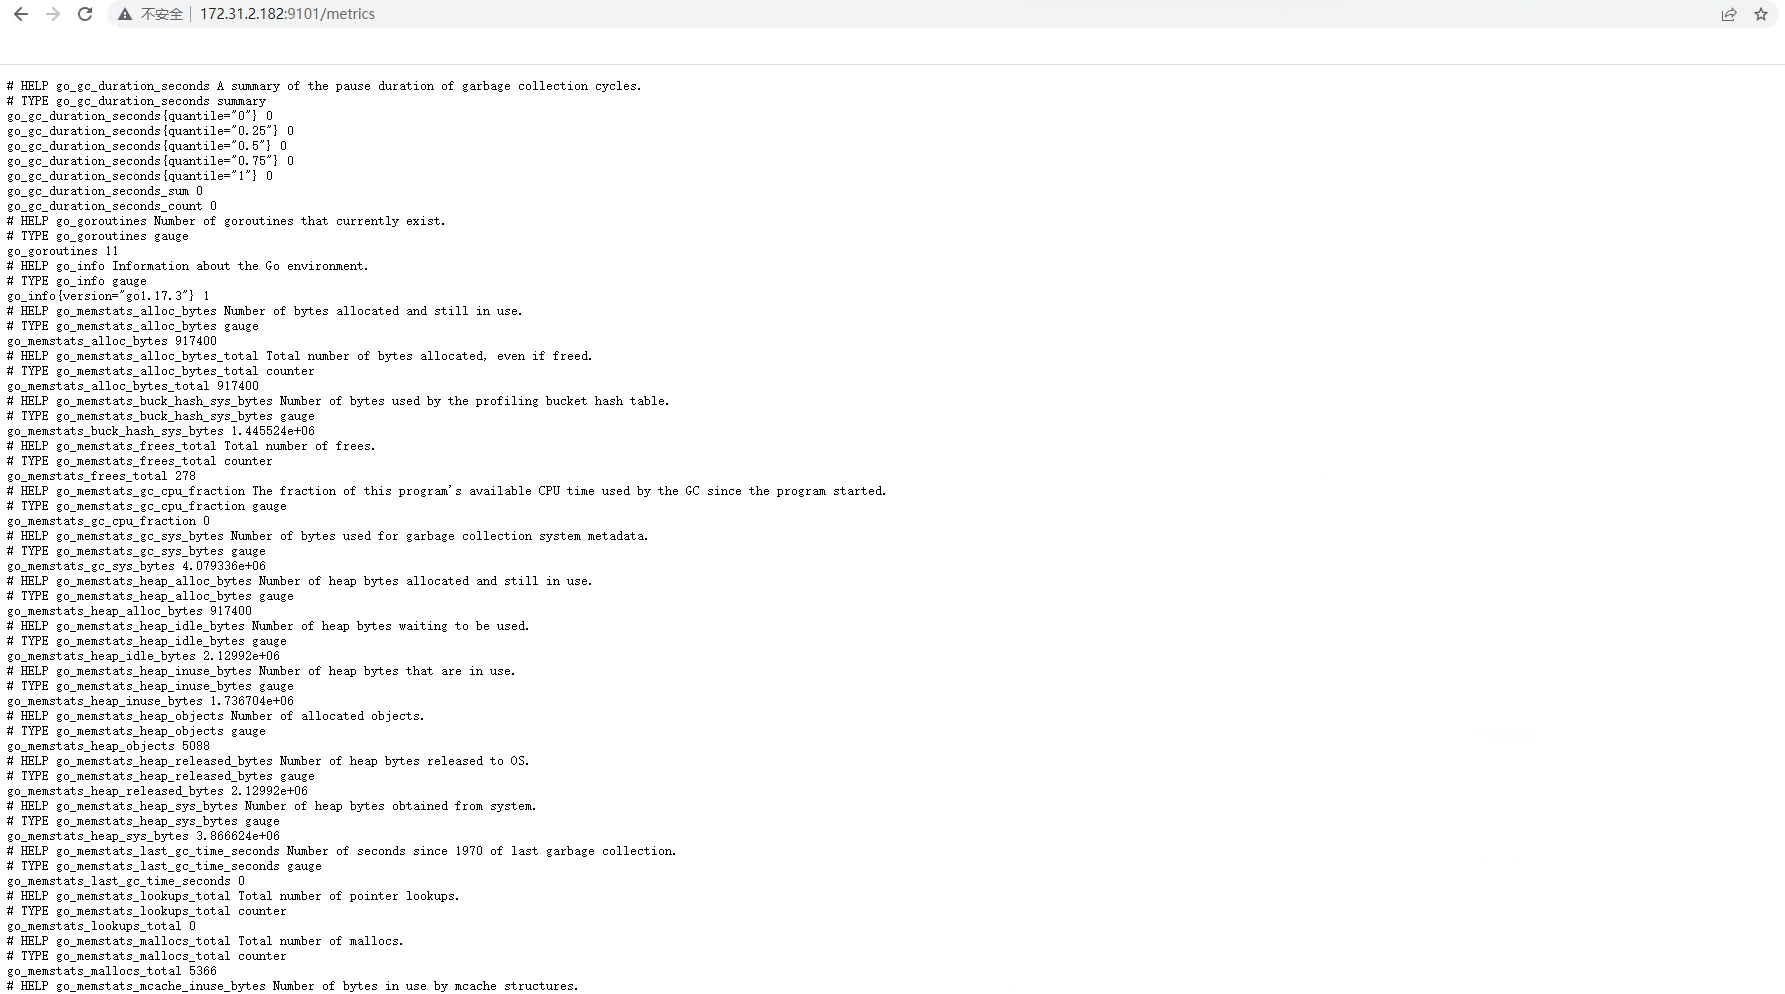 不安全 172.31.2.182:9101/metrics
# HELP go_gc_duration_seconds A summary of the pause duration of garbage collection cycles.
# TYPE go_gc_duration_seconds summary
go_gc_duration_seconds{quantile="0"} 0
go_gc_duration_seconds{quantile="0.25"} 0
go_gc_duration_seconds{quantile="0.5"} 0
go_gc_duration_seconds{quantile="0.75"} 0
go_gc_duration_seconds{quantile="1"} 0
go_gc_duration_seconds_sum 0
go_gc_duration_seconds_count 0
# HELP go_goroutines Number of goroutines that currently exist.
# TYPE go_goroutines gauge
go_goroutines 11
# HELP go_info Information about the Go environment.
# TYPE go_info gauge
go_info{version="go1.17.3"} 1
# HELP go_memstats_alloc_bytes Number of bytes allocated and still in use.
# TYPE go_memstats_alloc_bytes gauge
go_memstats_alloc_bytes 917400
# HELP go_memstats_alloc_bytes_total Total number of bytes allocated, even if freed.
# TYPE go_memstats_alloc_bytes_total counter
go_memstats_alloc_bytes_total 917400
# HELP go_memstats_buck_hash_sys_bytes Number of bytes used by the profiling bucket hash table.
# TYPE go_memstats_buck_hash_sys_bytes gauge
go_memstats_buck_hash_sys_bytes 1.445524e+06
# HELP go_memstats_frees_total Total number of frees.
# TYPE go_memstats_frees_total counter
go_memstats_frees_total 278
# HELP go_memstats_gc_cpu_fraction The fraction of this program's available CPU time used by the GC since the program started.
# TYPE go_memstats_gc_cpu_fraction gauge
go_memstats_gc_cpu_fraction 0
# HELP go_memstats_gc_sys_bytes Number of bytes used for garbage collection system metadata.
# TYPE go_memstats_gc_sys_bytes gauge
go_memstats_gc_sys_bytes 4.079336e+06
# HELP go_memstats_heap_alloc_bytes Number of heap bytes allocated and still in use.
# TYPE go_memstats_heap_alloc_bytes gauge
go_memstats_heap_alloc_bytes 917400
# HELP go_memstats_heap_idle_bytes Number of heap bytes waiting to be used.
# TYPE go_memstats_heap_idle_bytes gauge
go_memstats_heap_idle_bytes 2.12992e+06
# HELP go_memstats_heap_inuse_bytes Number of heap bytes that are in use.
# TYPE go_memstats_heap_inuse_bytes gauge
go_memstats_heap_inuse_bytes 1.736704e+06
# HELP go_memstats_heap_objects Number of allocated objects.
# TYPE go_memstats_heap_objects gauge
go_memstats_heap_objects 5088
# HELP go_memstats_heap_released_bytes Number of heap bytes released to OS.
# TYPE go_memstats_heap_released_bytes gauge
go_memstats_heap_released_bytes 2.12992e+06
# HELP go_memstats_heap_sys_bytes Number of heap bytes obtained from system.
# TYPE go_memstats_heap_sys_bytes gauge
go_memstats_heap_sys_bytes 3.866624e+06
# HELP go_memstats_last_gc_time_seconds Number of seconds since 1970 of last garbage collection.
# TYPE go_memstats_last_gc_time_seconds gauge
go_memstats_last_gc_time_seconds 0
# HELP go_memstats_lookups_total Total number of pointer lookups.
# TYPE go_memstats_lookups_total counter
go_memstats_lookups_total 0
# HELP go_memstats_mallocs_total Total number of mallocs.
# TYPE go_memstats_mallocs_total counter
go_memstats_mallocs_total 5366
# HELP go_memstats_mcache_inuse_bytes Number of bytes in use by mcache structures.